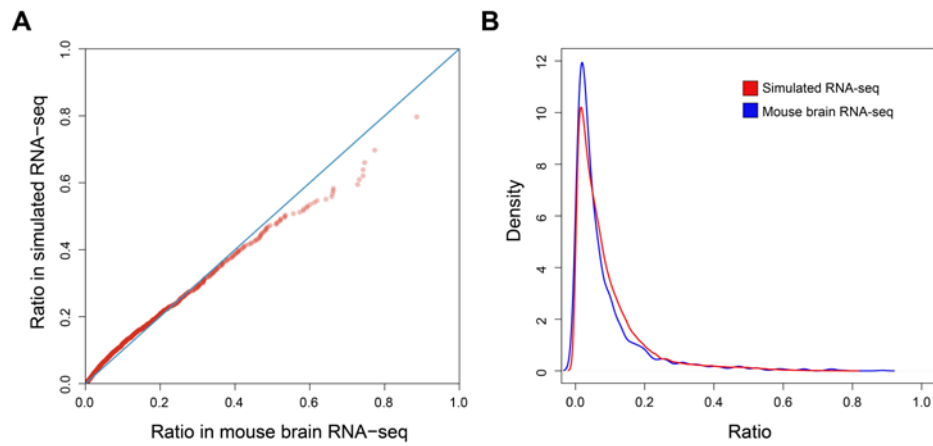 A
B
Ratio in simulated RNA−seq
1.0
0.8
0.6
0.4
0.2
0.0
0.0 0.2 0.4 0.6 0.8 1.0
Ratio in mouse brain RNA−seq
Density
12
10
8
6
4
2
0
Simulated RNA-seq
Mouse brain RNA-seq
0.0 0.2 0.4 0.6 0.8 1.0
Ratio